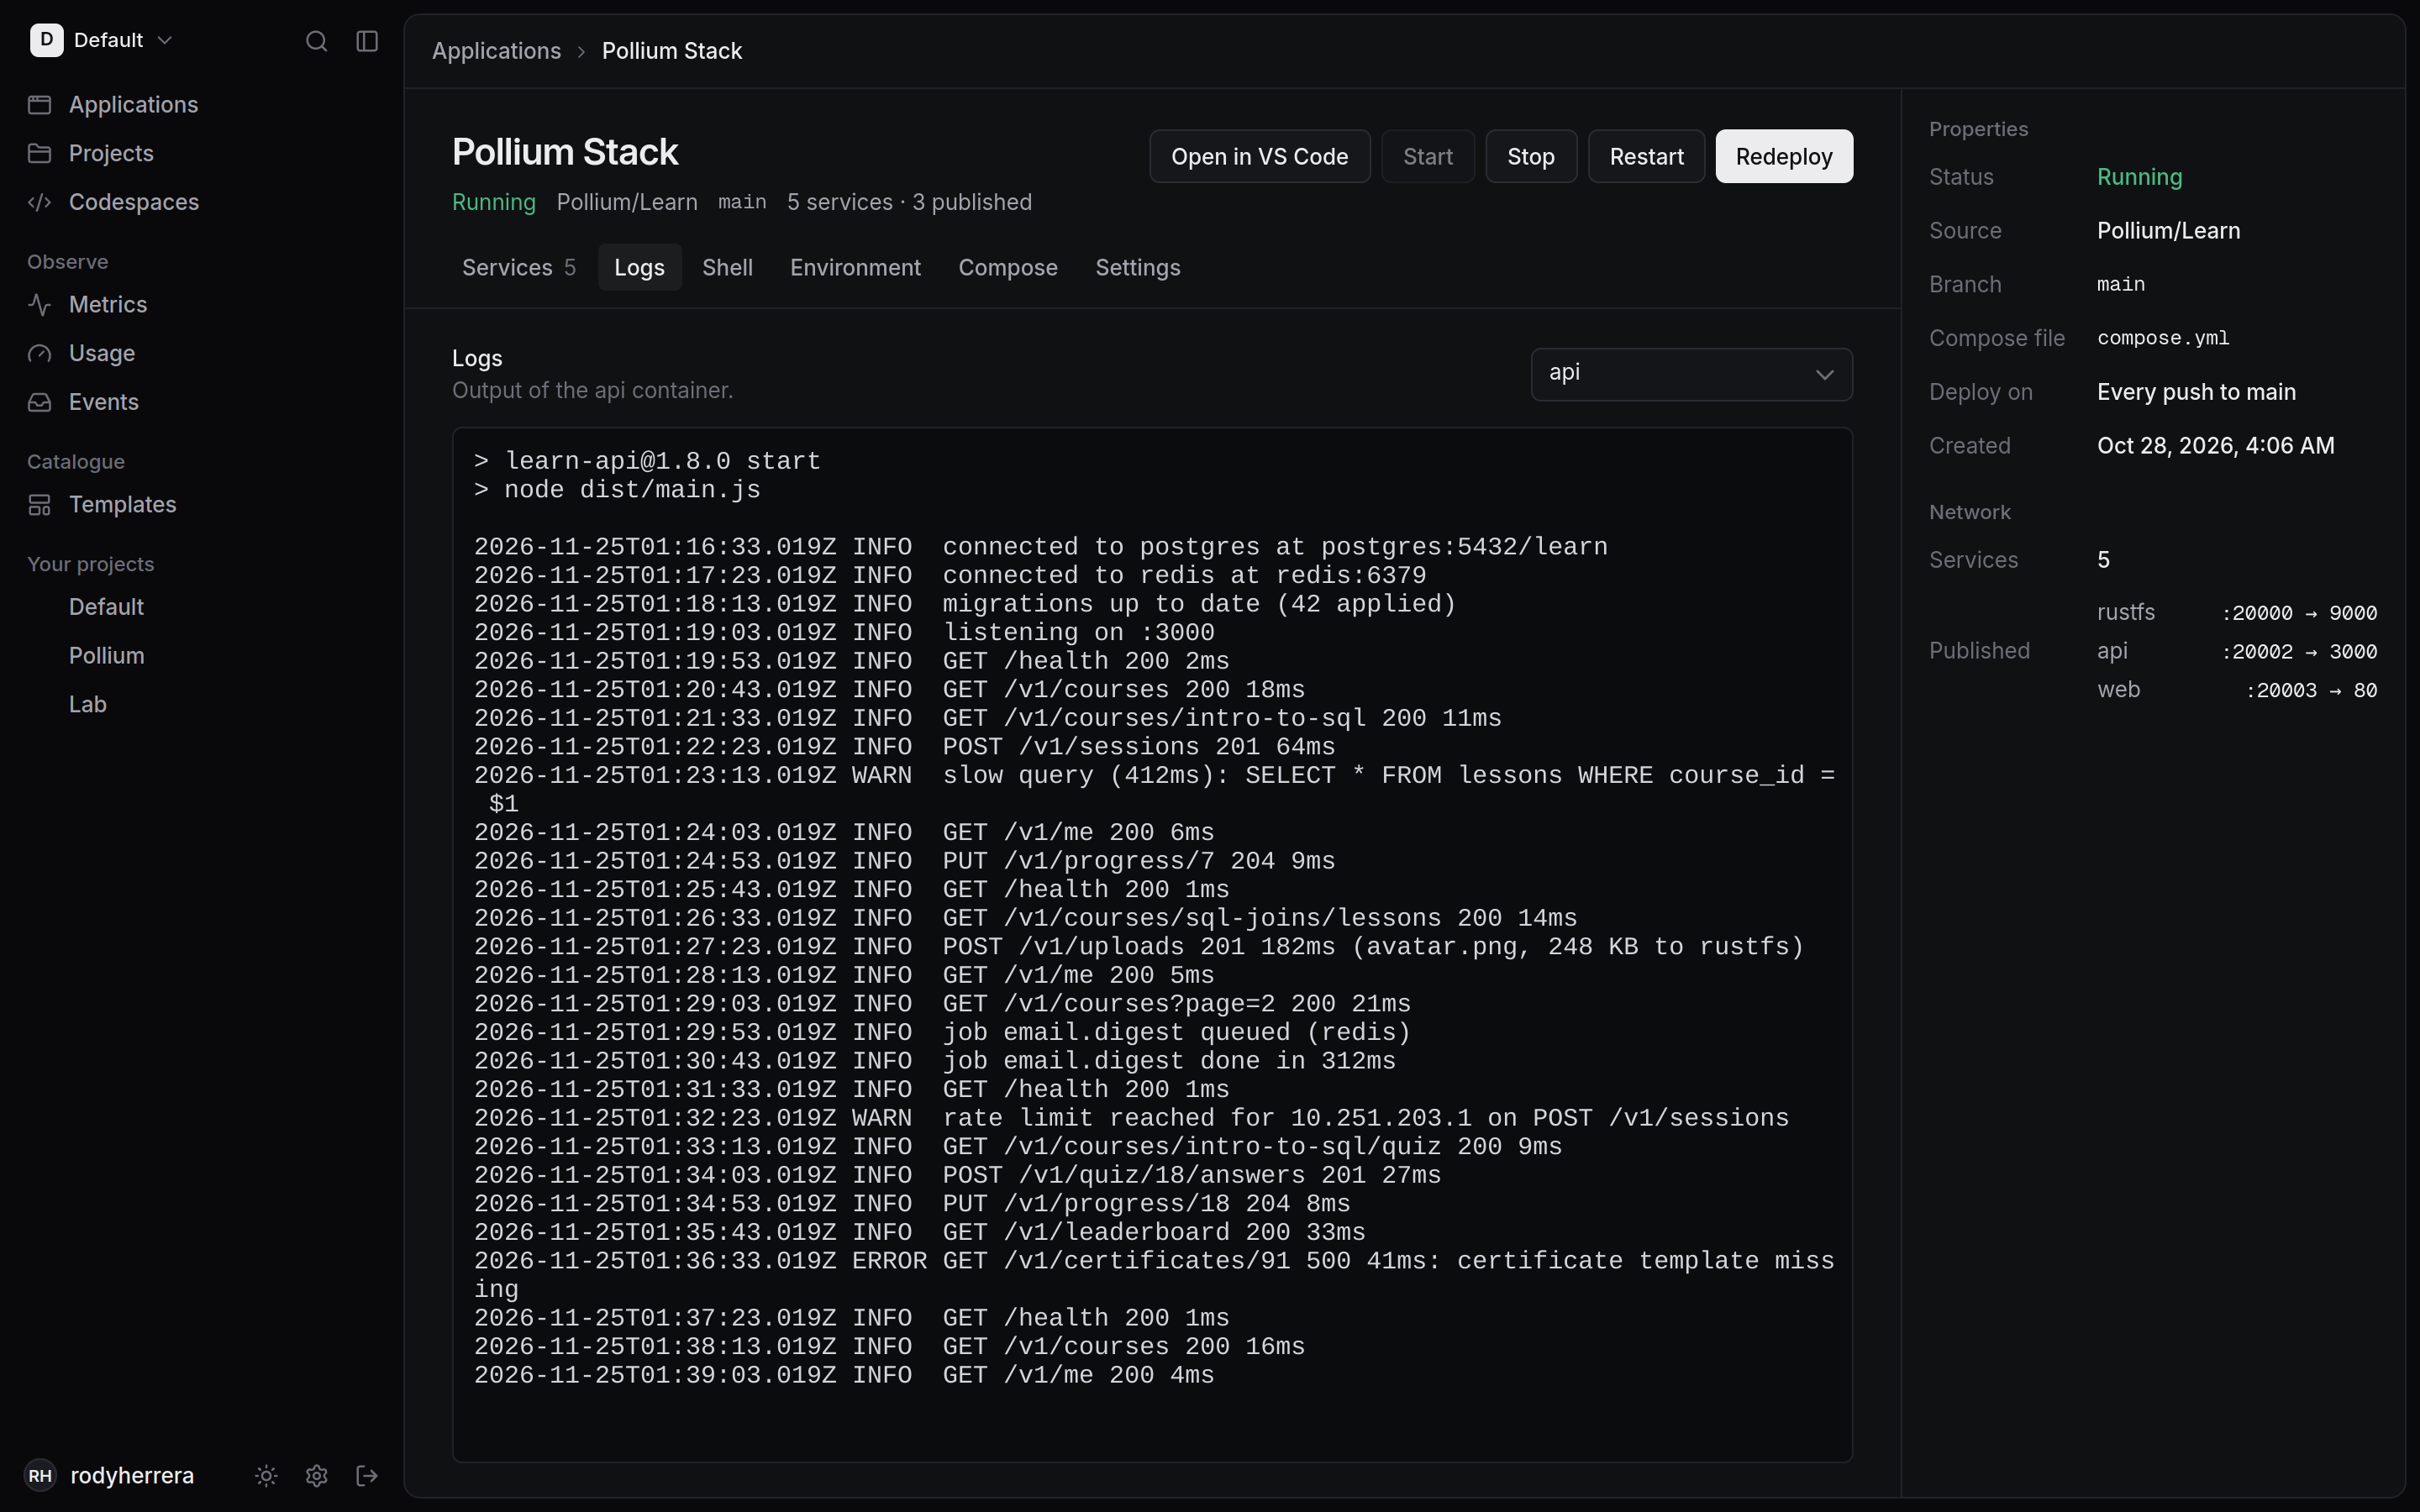 D Default
Applications
Projects
Codespaces
Observe
Metrics
Usage
Events
Catalogue
Templates
Your projects
Default
Pollium
Lab
RH rodyherrera
Applications › Pollium Stack
Pollium Stack
Open in VS Code Start Stop Restart Redeploy
Running Pollium/Learn main 5 services · 3 published
Services 5 Logs Shell Environment Compose Settings
Logs
Output of the api container.
api
> learn-api@1.8.0 start
> node dist/main.js
2026-11-25T01:16:33.019Z INFO  connected to postgres at postgres:5432/learn
2026-11-25T01:17:23.019Z INFO  connected to redis at redis:6379
2026-11-25T01:18:13.019Z INFO  migrations up to date (42 applied)
2026-11-25T01:19:03.019Z INFO  listening on :3000
2026-11-25T01:19:53.019Z INFO  GET /health 200 2ms
2026-11-25T01:20:43.019Z INFO  GET /v1/courses 200 18ms
2026-11-25T01:21:33.019Z INFO  GET /v1/courses/intro-to-sql 200 11ms
2026-11-25T01:22:23.019Z INFO  POST /v1/sessions 201 64ms
2026-11-25T01:23:13.019Z WARN  slow query (412ms): SELECT * FROM lessons WHERE course_id =
$1
2026-11-25T01:24:03.019Z INFO  GET /v1/me 200 6ms
2026-11-25T01:24:53.019Z INFO  PUT /v1/progress/7 204 9ms
2026-11-25T01:25:43.019Z INFO  GET /health 200 1ms
2026-11-25T01:26:33.019Z INFO  GET /v1/courses/sql-joins/lessons 200 14ms
2026-11-25T01:27:23.019Z INFO  POST /v1/uploads 201 182ms (avatar.png, 248 KB to rustfs)
2026-11-25T01:28:13.019Z INFO  GET /v1/me 200 5ms
2026-11-25T01:29:03.019Z INFO  GET /v1/courses?page=2 200 21ms
2026-11-25T01:29:53.019Z INFO  job email.digest queued (redis)
2026-11-25T01:30:43.019Z INFO  job email.digest done in 312ms
2026-11-25T01:31:33.019Z INFO  GET /health 200 1ms
2026-11-25T01:32:23.019Z WARN  rate limit reached for 10.251.203.1 on POST /v1/sessions
2026-11-25T01:33:13.019Z INFO  GET /v1/courses/intro-to-sql/quiz 200 9ms
2026-11-25T01:34:03.019Z INFO  POST /v1/quiz/18/answers 201 27ms
2026-11-25T01:34:53.019Z INFO  PUT /v1/progress/18 204 8ms
2026-11-25T01:35:43.019Z INFO  GET /v1/leaderboard 200 33ms
2026-11-25T01:36:33.019Z ERROR GET /v1/certificates/91 500 41ms: certificate template miss
ing
2026-11-25T01:37:23.019Z INFO  GET /health 200 1ms
2026-11-25T01:38:13.019Z INFO  GET /v1/courses 200 16ms
2026-11-25T01:39:03.019Z INFO  GET /v1/me 200 4ms
Properties
Status Running
Source Pollium/Learn
Branch main
Compose file compose.yml
Deploy on Every push to main
Created Oct 28, 2026, 4:06 AM
Network
Services 5
Published
rustfs :20000 → 9000
api :20002 → 3000
web :20003 → 80